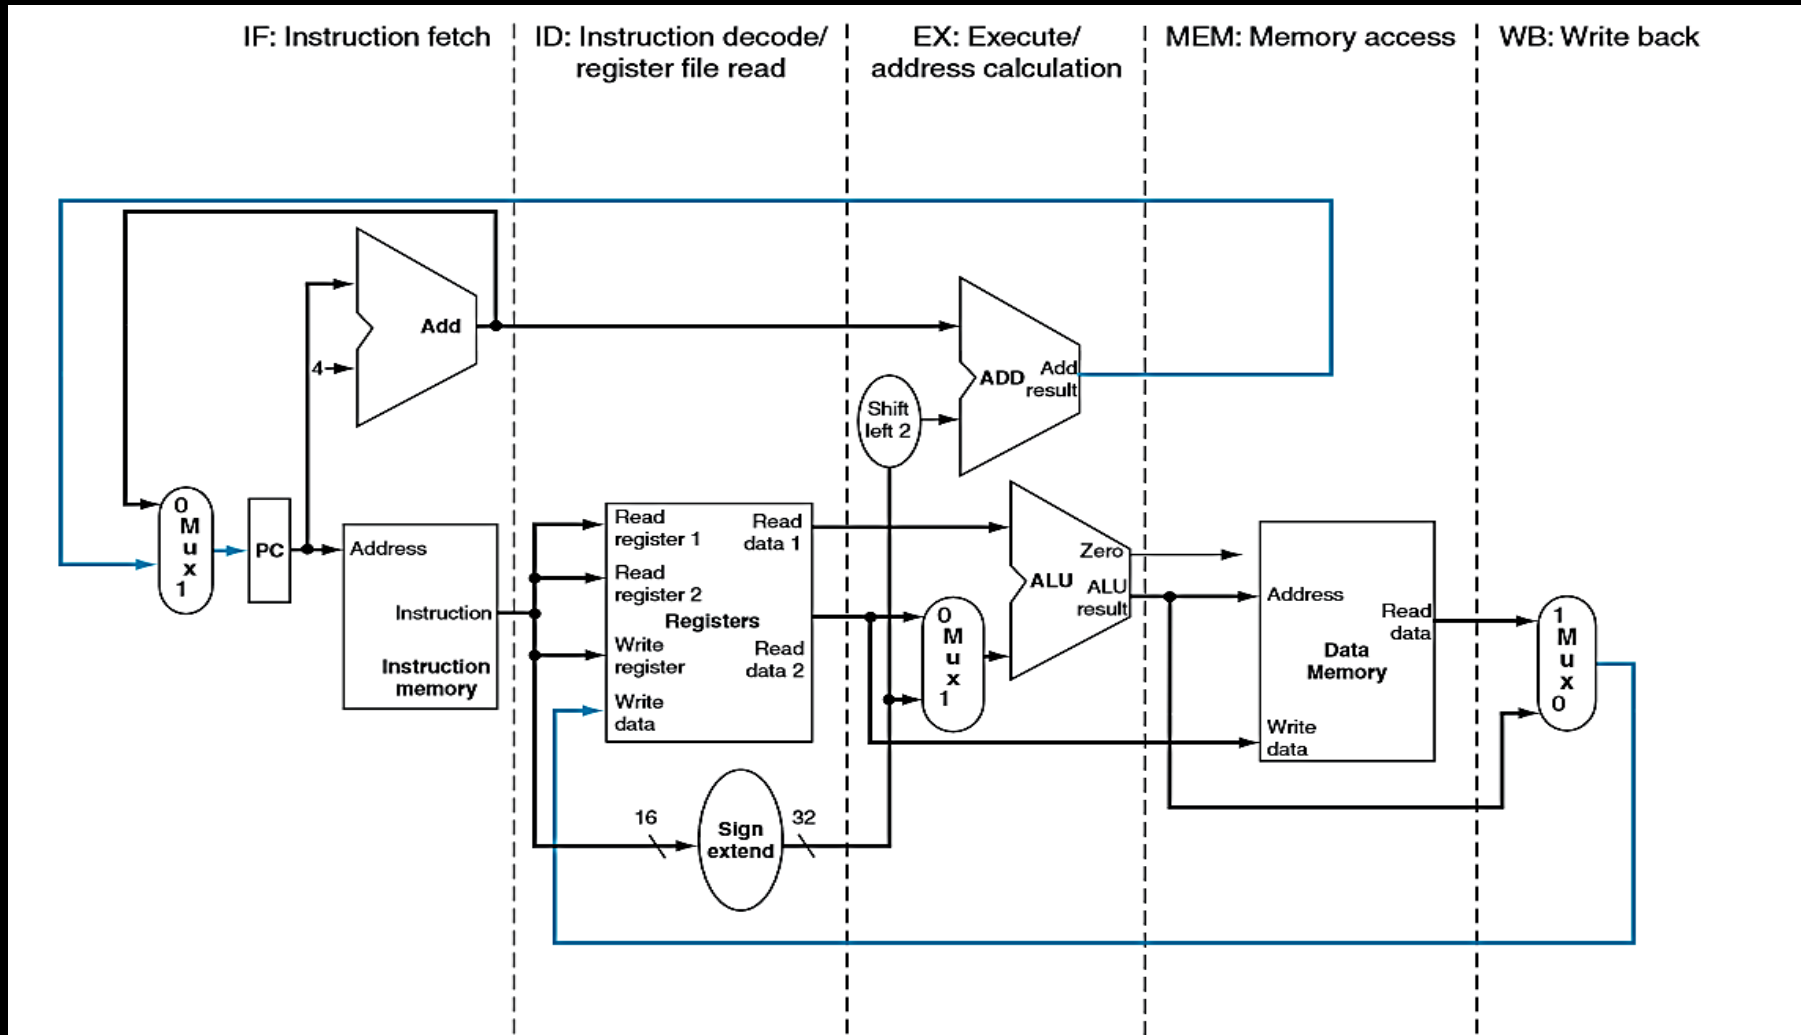 IF: Instruction fetch
ID: Instruction decode/
register file read
EX: Execute/
address calculation
MEM: Memory access
WB: Write back
Add
4
ADD
Add
result
Shift
left 2
0
M
u
x
1
PC
Address
Instruction
Instruction
memory
Read
register 1
Read
data 1
Read
register 2
Registers
Write
register
Read
data 2
Write
data
16
Sign
extend
32
0
M
u
x
1
Zero
ALU
ALU
result
Address
Read
data
Data
Memory
Write
data
1
M
u
x
0